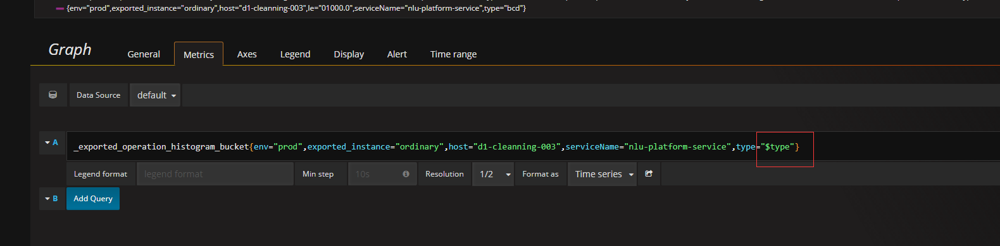 {env="prod",exported_instance="ordinary",host="d1-cleanning-003",le="01000.0",serviceName="nlu-platform-service",type="bcd"}
Graph General Metrics Axes Legend Display Alert Time range
Data Source default
A _exported_operation_histogram_bucket{env="prod",exported_instance="ordinary",host="d1-cleanning-003",serviceName="nlu-platform-service",type="$type"}
Legend format legend format Min step 10s Resolution 1/2 Format as Time series
B Add Query